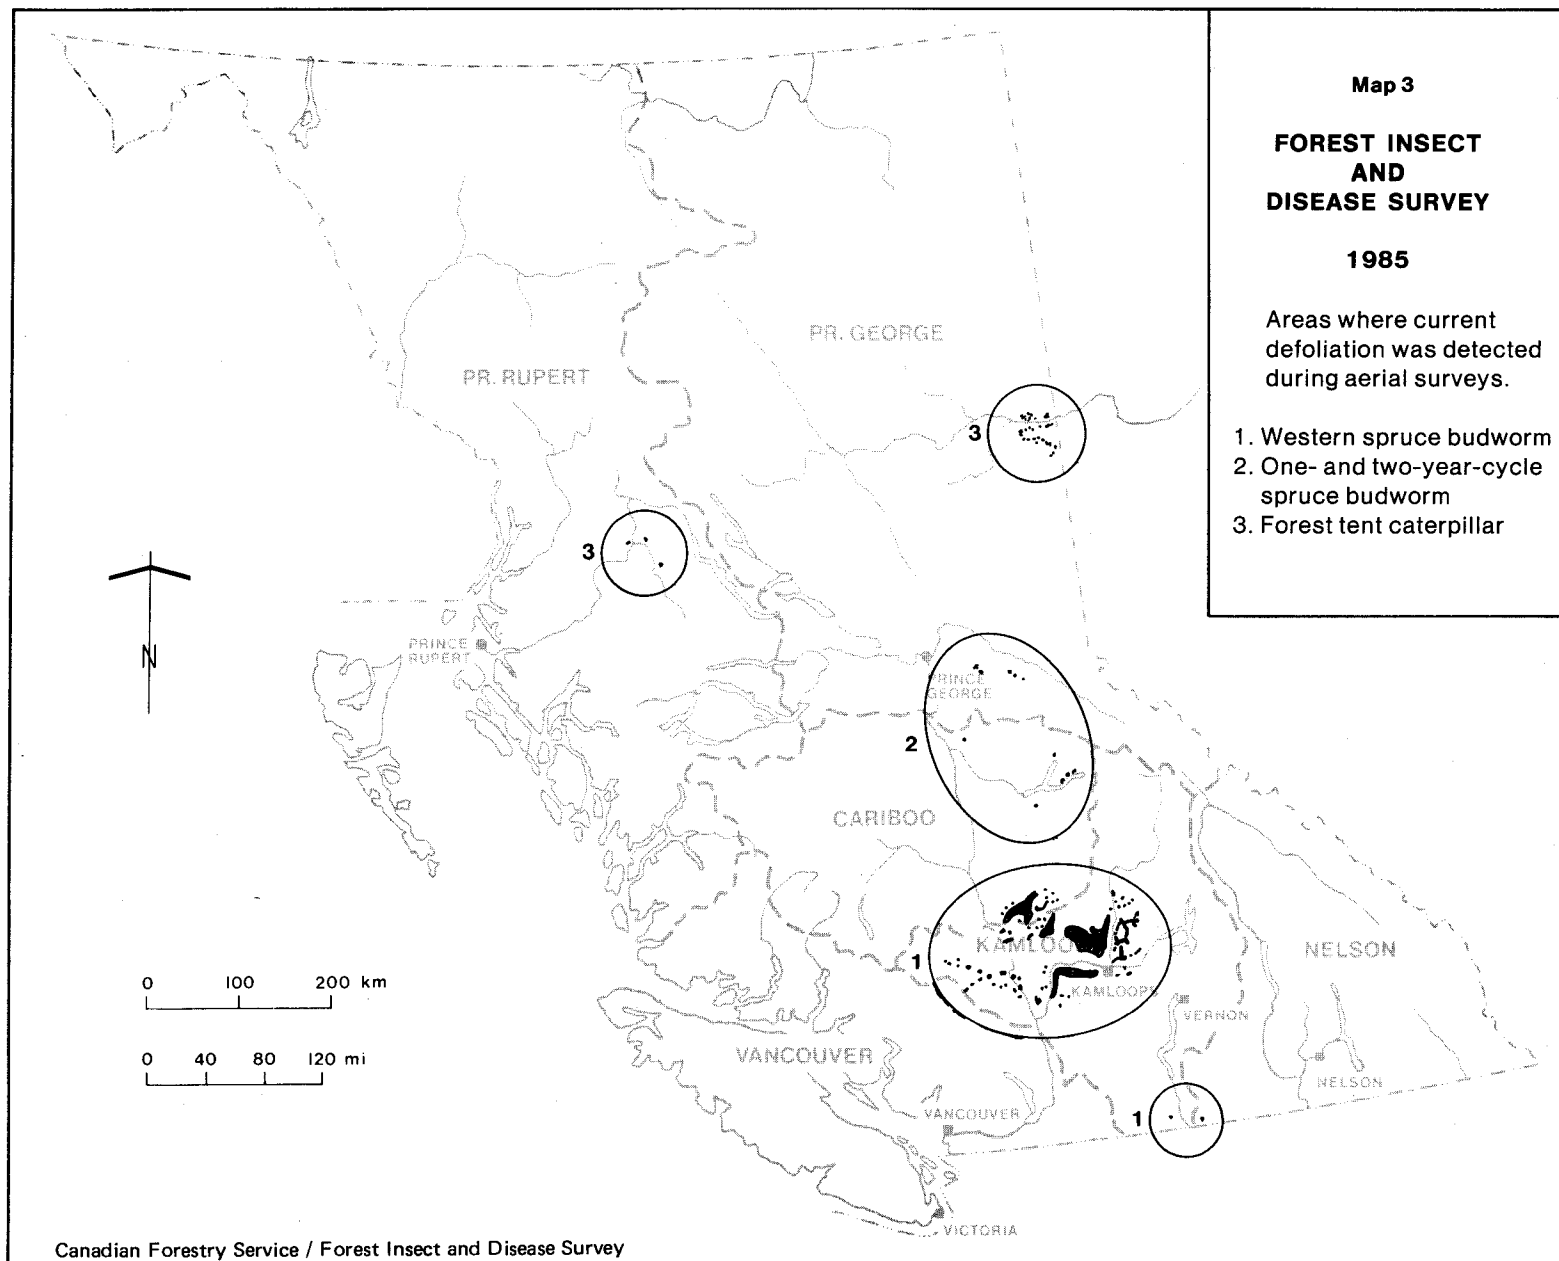 Map 3
FOREST INSECT
AND
DISEASE SURVEY
1985
Areas where current
defoliation was detected
during aerial surveys.
1. Western spruce budworm
2. One- and two-year-cycle
spruce budworm
3. Forest tent caterpillar
PR. GEORGE
PR. RUPERT
3
3
PRINCE
RUPERT
N
PRINCE
GEORGE
2
CARIBOO
KAMLOO
NELSON
1
KAMLOOPS
VERNON
0 100 200 km
VANCOUVER
0 40 80 120 mi
NELSON
VANCOUVER
1
VICTORIA
Canadian Forestry Service / Forest Insect and Disease Survey